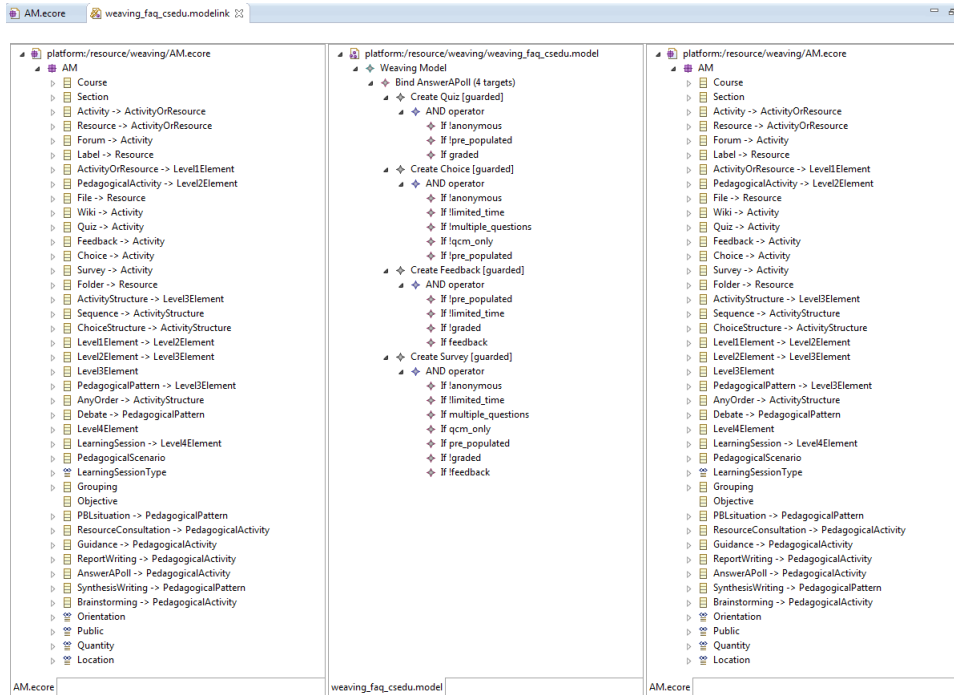 AM.ecore
weaving_faq_csedu.modelink
platform:/resource/weaving/AM.ecore
AM
Course
Section
Activity -> ActivityOrResource
Resource -> ActivityOrResource
Forum -> Activity
Label -> Resource
ActivityOrResource -> Level1Element
PedagogicalActivity -> Level2Element
File -> Resource
Wiki -> Activity
Quiz -> Activity
Feedback -> Activity
Choice -> Activity
Survey -> Activity
Folder -> Resource
ActivityStructure -> Level3Element
Sequence -> ActivityStructure
ChoiceStructure -> ActivityStructure
Level1Element -> Level2Element
Level2Element -> Level3Element
Level3Element
PedagogicalPattern -> Level3Element
AnyOrder -> ActivityStructure
Debate -> PedagogicalPattern
Level4Element
LearningSession -> Level4Element
PedagogicalScenario
LearningSessionType
Grouping
Objective
PBLsituation -> PedagogicalPattern
ResourceConsultation -> PedagogicalActivity
Guidance -> PedagogicalActivity
ReportWriting -> PedagogicalActivity
AnswerAPoll -> PedagogicalActivity
SynthesisWriting -> PedagogicalPattern
Brainstorming -> PedagogicalActivity
Orientation
Public
Quantity
Location
AM.ecore
platform:/resource/weaving/weaving_faq_csedu.model
Weaving Model
Bind AnswerAPoll (4 targets)
Create Quiz [guarded]
AND operator
If !anonymous
If !pre_populated
If graded
Create Choice [guarded]
AND operator
If !anonymous
If !limited_time
If !multiple_questions
If !qcm_only
If !pre_populated
Create Feedback [guarded]
AND operator
If !pre_populated
If !limited_time
If !graded
If feedback
Create Survey [guarded]
AND operator
If !anonymous
If !limited_time
If multiple_questions
If qcm_only
If pre_populated
If !graded
If !feedback
weaving_faq_csedu.model
platform:/resource/weaving/AM.ecore
AM
Course
Section
Activity -> ActivityOrResource
Resource -> ActivityOrResource
Forum -> Activity
Label -> Resource
ActivityOrResource -> Level1Element
PedagogicalActivity -> Level2Element
File -> Resource
Wiki -> Activity
Quiz -> Activity
Feedback -> Activity
Choice -> Activity
Survey -> Activity
Folder -> Resource
ActivityStructure -> Level3Element
Sequence -> ActivityStructure
ChoiceStructure -> ActivityStructure
Level1Element -> Level2Element
Level2Element -> Level3Element
Level3Element
PedagogicalPattern -> Level3Element
AnyOrder -> ActivityStructure
Debate -> PedagogicalPattern
Level4Element
LearningSession -> Level4Element
PedagogicalScenario
LearningSessionType
Grouping
Objective
PBLsituation -> PedagogicalPattern
ResourceConsultation -> PedagogicalActivity
Guidance -> PedagogicalActivity
ReportWriting -> PedagogicalActivity
AnswerAPoll -> PedagogicalActivity
SynthesisWriting -> PedagogicalPattern
Brainstorming -> PedagogicalActivity
Orientation
Public
Quantity
Location
AM.ecore